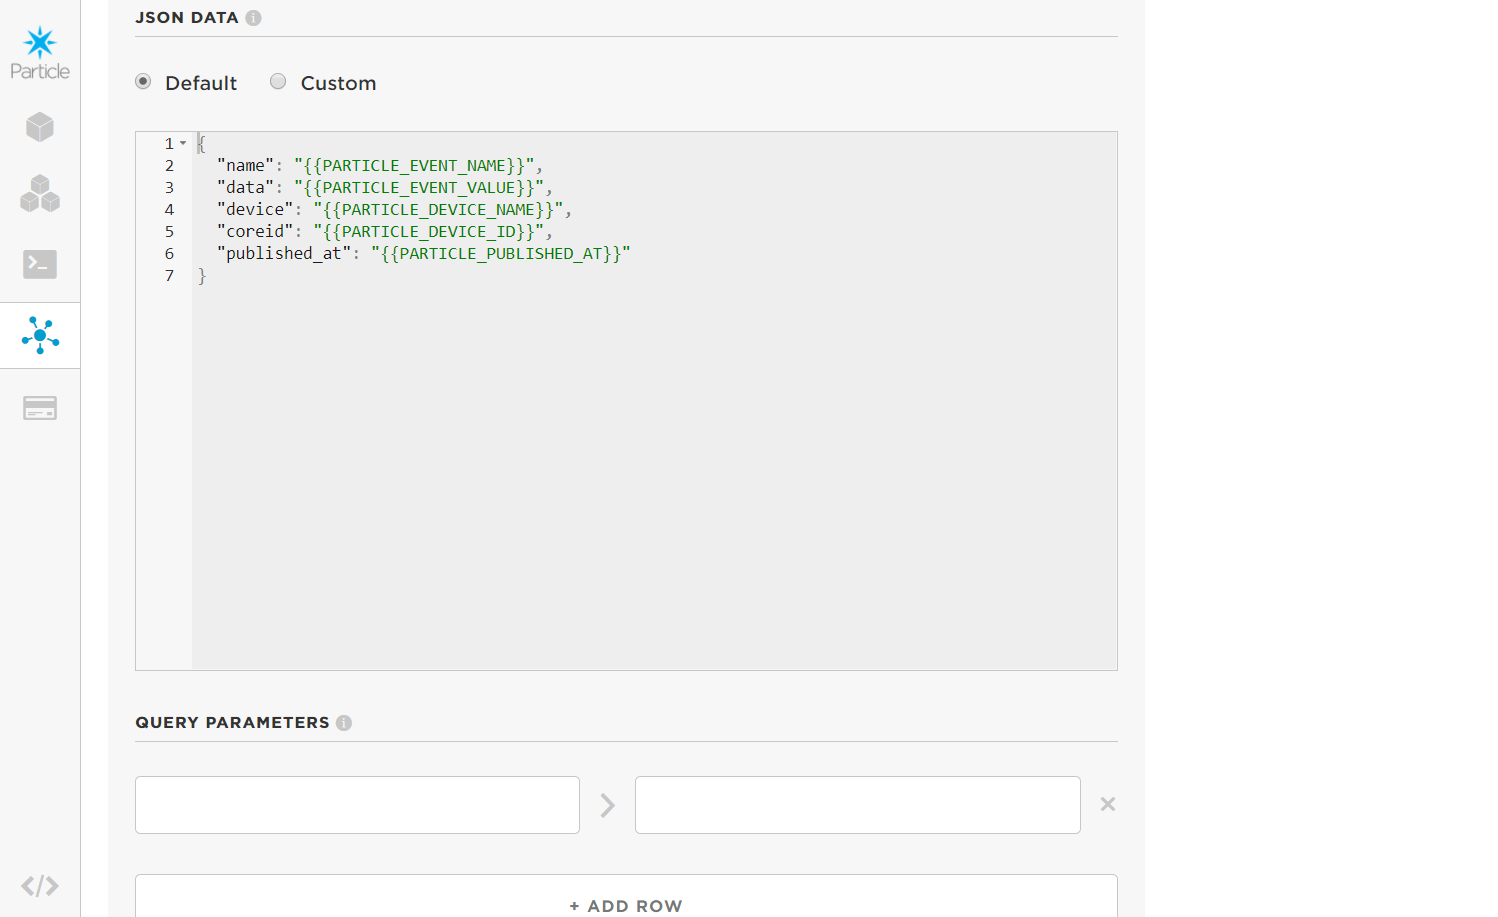 JSON DATA
Particle
Default
Custom
1 {
2 "name": "{{PARTICLE_EVENT_NAME}}",
3 "data": "{{PARTICLE_EVENT_VALUE}}",
4 "device": "{{PARTICLE_DEVICE_NAME}}",
5 "coreid": "{{PARTICLE_DEVICE_ID}}",
6 "published_at": "{{PARTICLE_PUBLISHED_AT}}"
7 }
QUERY PARAMETERS
+ ADD ROW